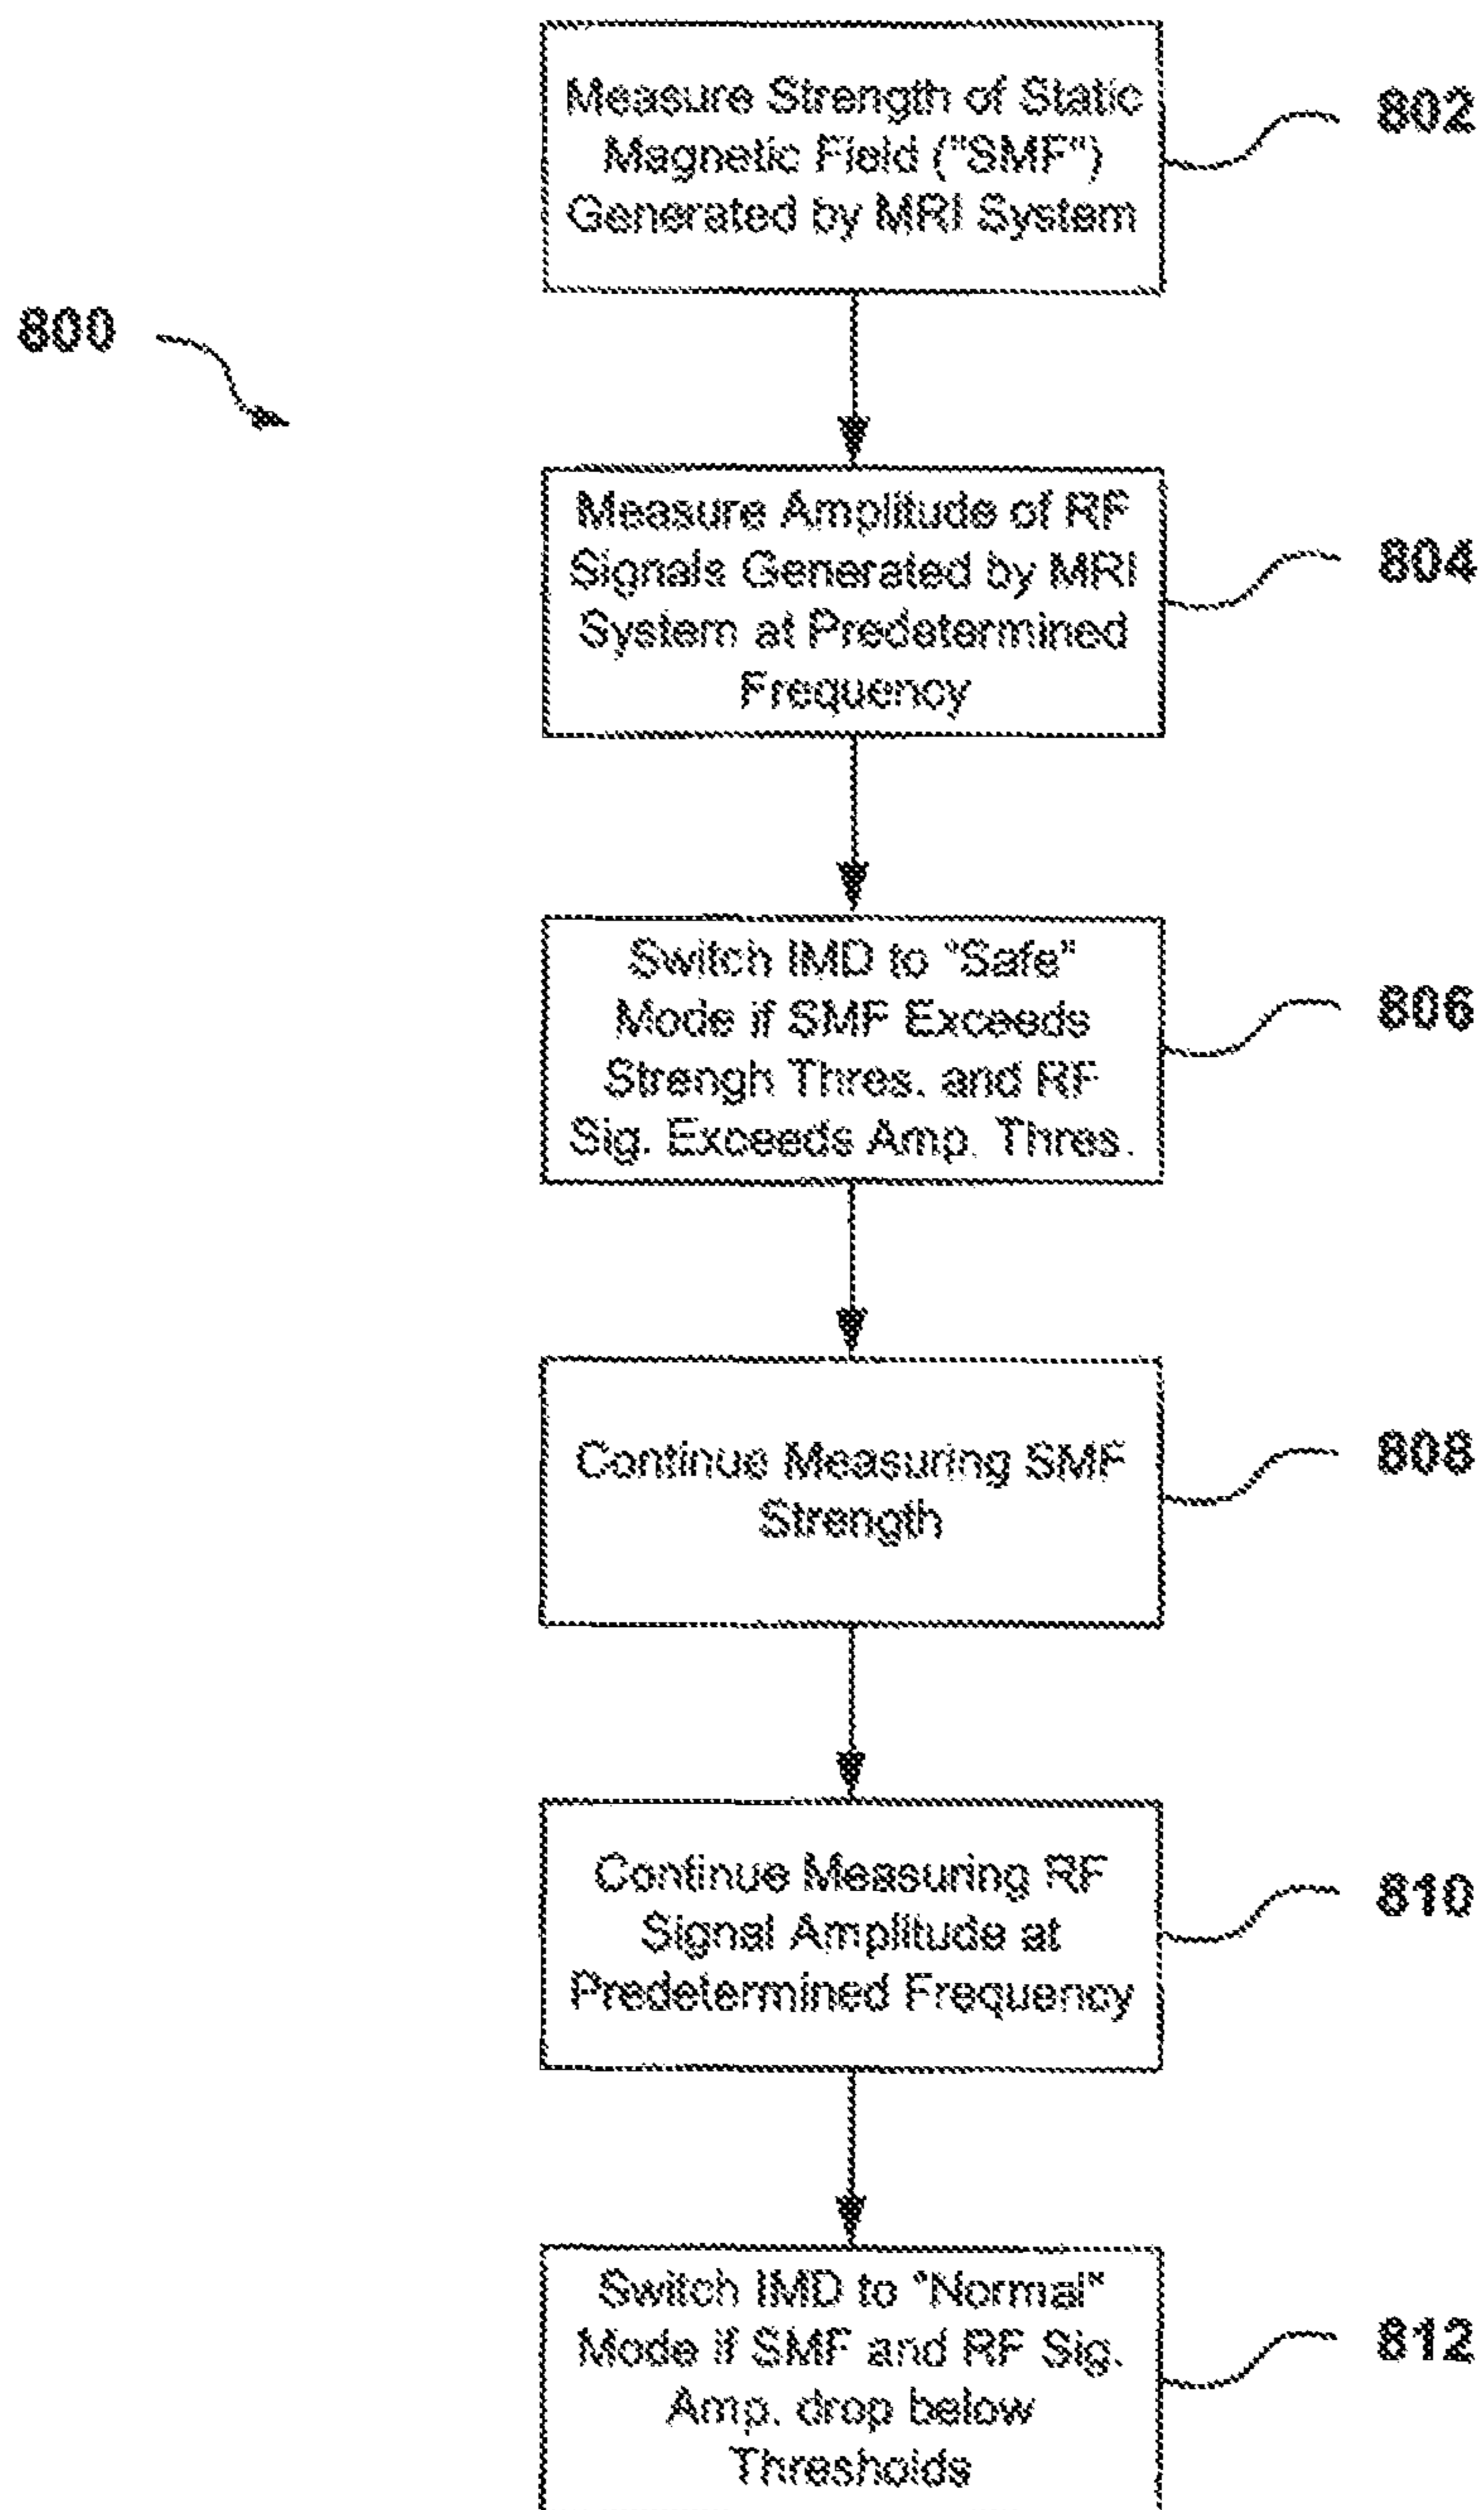 Measure Strength of Static
Magnetic Field ("SMF")
Generated by MRI System
802
800
Measure Amplitude of RF
Signals Generated by MRI
System at Predetermined
Frequency
804
Switch IMD to "Safe"
Mode if SMF Exceeds
Strengh Thres. and RF
Sig. Exceeds Amp. Thres.
806
Continue Measuring SMF
Strength
808
Continue Measuring RF
Signal Amplitude at
Predetermined Frequency
810
Switch IMD to "Normal"
Mode if SMF and RF Sig.
Amp. drop below
Thresholds
812